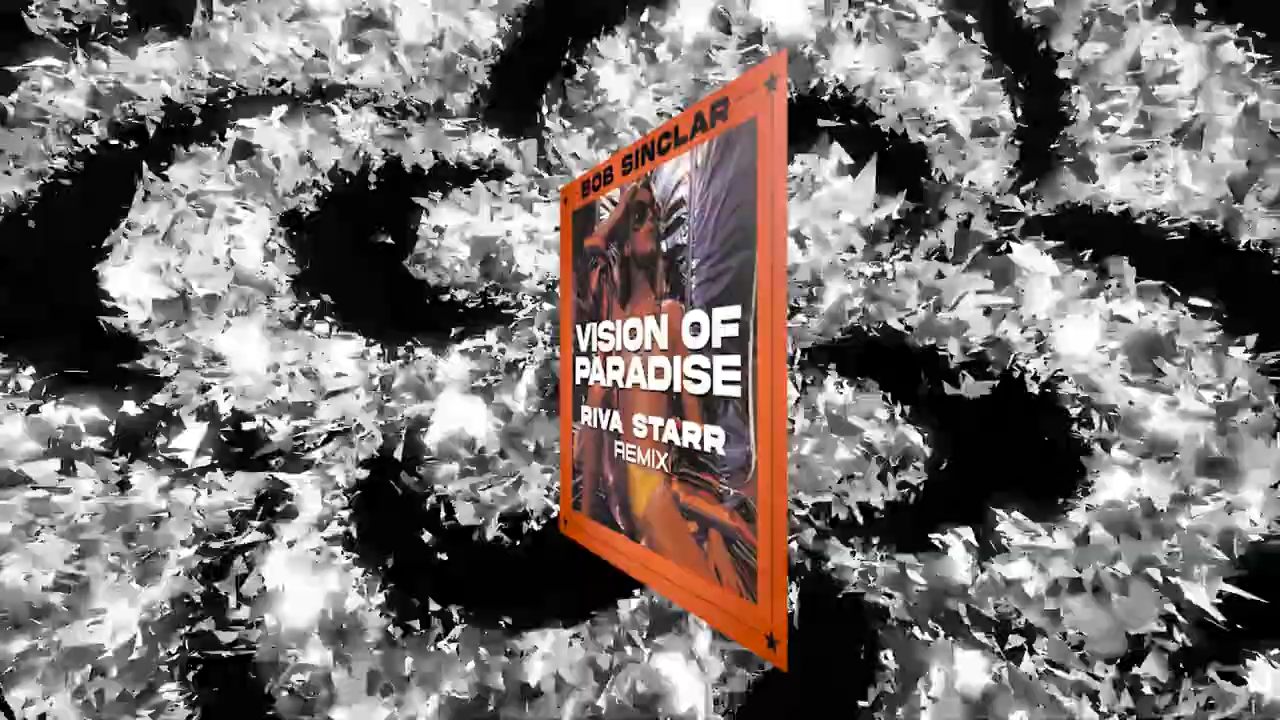 BOB SINCLAR
VISION OF
PARADISE
RIVA STARR
REMIX